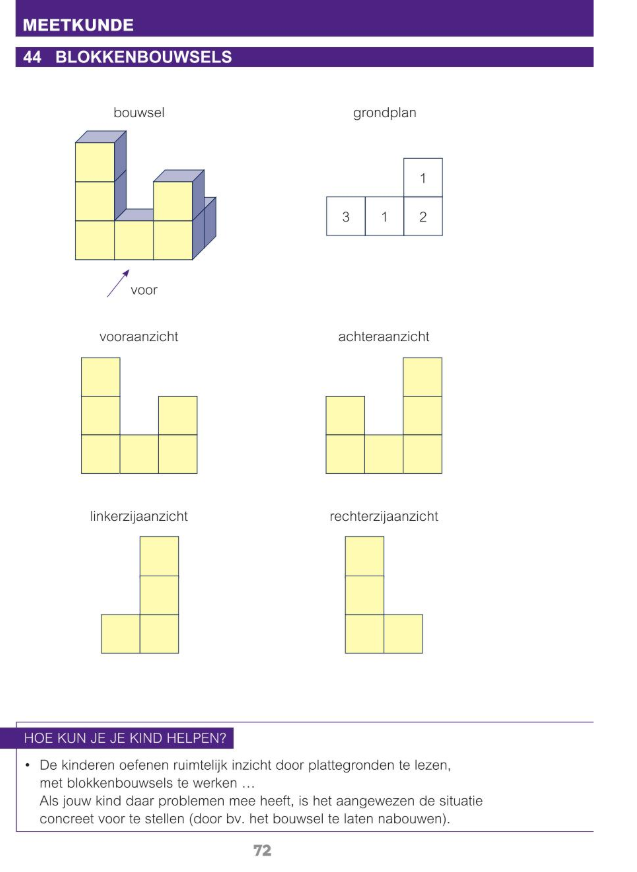 MEETKUNDE
44 BLOKKENBOUWSELS
bouwsel
grondplan
1
3 1 2
voor
vooraanzicht
achteraanzicht
linkerzijaanzicht
rechterzijaanzicht
HOE KUN JE JE KIND HELPEN?
• De kinderen oefenen ruimtelijk inzicht door plattegronden te lezen,
met blokkenbouwsels te werken …
Als jouw kind daar problemen mee heeft, is het aangewezen de situatie
concreet voor te stellen (door bv. het bouwsel te laten nabouwen).
72